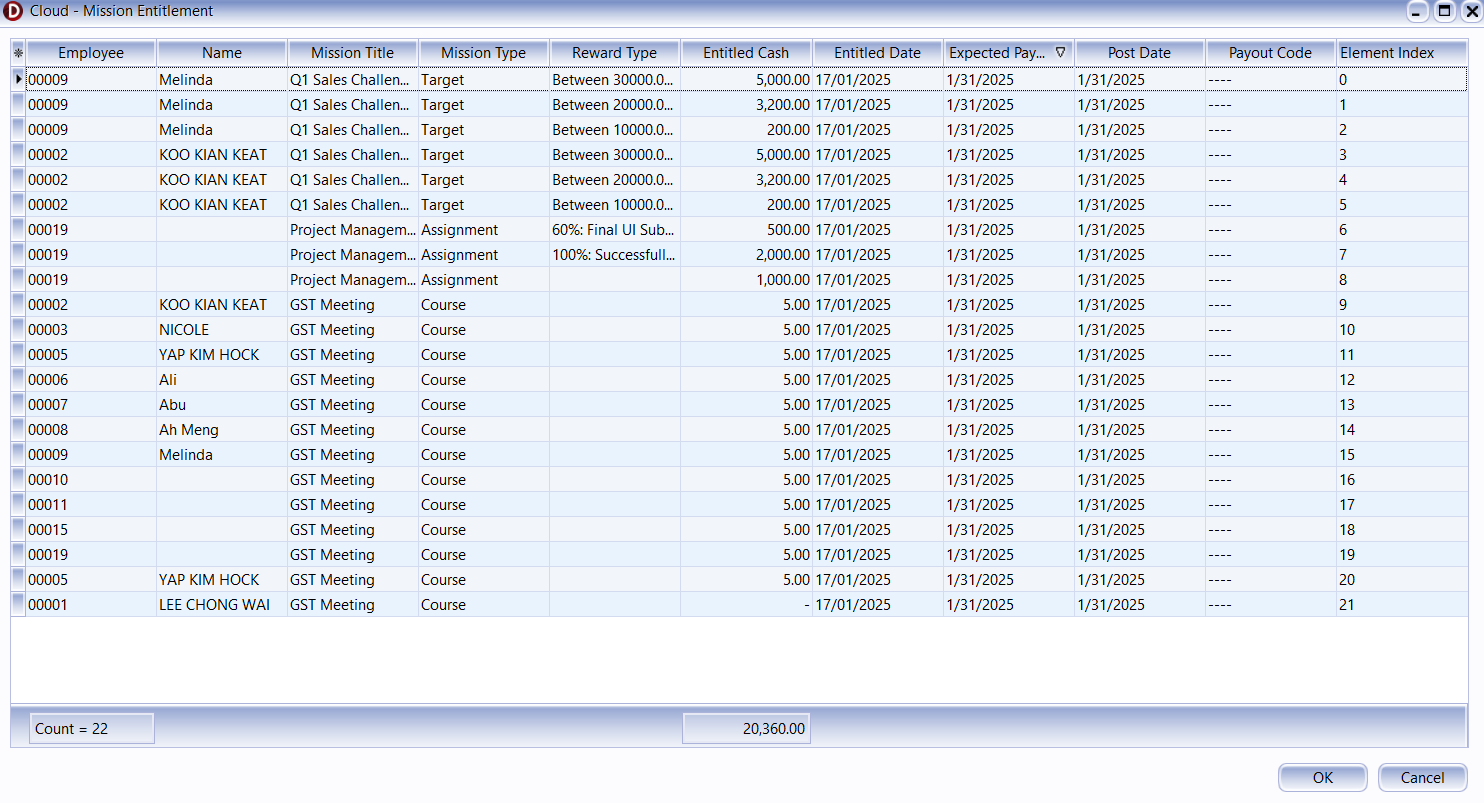 D Cloud - Mission Entitlement
Employee Name Mission Title Mission Type Reward Type Entitled Cash Entitled Date Expected Pay... Post Date Payout Code Element Index
00009 Melinda Q1 Sales Challen... Target Between 30000.0... 5,000.00 17/01/2025 1/31/2025 1/31/2025 ---- 0
00009 Melinda Q1 Sales Challen... Target Between 20000.0... 3,200.00 17/01/2025 1/31/2025 1/31/2025 ---- 1
00009 Melinda Q1 Sales Challen... Target Between 10000.0... 200.00 17/01/2025 1/31/2025 1/31/2025 ---- 2
00002 KOO KIAN KEAT Q1 Sales Challen... Target Between 30000.0... 5,000.00 17/01/2025 1/31/2025 1/31/2025 ---- 3
00002 KOO KIAN KEAT Q1 Sales Challen... Target Between 20000.0... 3,200.00 17/01/2025 1/31/2025 1/31/2025 ---- 4
00002 KOO KIAN KEAT Q1 Sales Challen... Target Between 10000.0... 200.00 17/01/2025 1/31/2025 1/31/2025 ---- 5
00019 Project Managem... Assignment 60%: Final UI Sub... 500.00 17/01/2025 1/31/2025 1/31/2025 ---- 6
00019 Project Managem... Assignment 100%: Successfull... 2,000.00 17/01/2025 1/31/2025 1/31/2025 ---- 7
00019 Project Managem... Assignment 1,000.00 17/01/2025 1/31/2025 1/31/2025 ---- 8
00002 KOO KIAN KEAT GST Meeting Course 5.00 17/01/2025 1/31/2025 1/31/2025 ---- 9
00003 NICOLE GST Meeting Course 5.00 17/01/2025 1/31/2025 1/31/2025 ---- 10
00005 YAP KIM HOCK GST Meeting Course 5.00 17/01/2025 1/31/2025 1/31/2025 ---- 11
00006 Ali GST Meeting Course 5.00 17/01/2025 1/31/2025 1/31/2025 ---- 12
00007 Abu GST Meeting Course 5.00 17/01/2025 1/31/2025 1/31/2025 ---- 13
00008 Ah Meng GST Meeting Course 5.00 17/01/2025 1/31/2025 1/31/2025 ---- 14
00009 Melinda GST Meeting Course 5.00 17/01/2025 1/31/2025 1/31/2025 ---- 15
00010 GST Meeting Course 5.00 17/01/2025 1/31/2025 1/31/2025 ---- 16
00011 GST Meeting Course 5.00 17/01/2025 1/31/2025 1/31/2025 ---- 17
00015 GST Meeting Course 5.00 17/01/2025 1/31/2025 1/31/2025 ---- 18
00019 GST Meeting Course 5.00 17/01/2025 1/31/2025 1/31/2025 ---- 19
00005 YAP KIM HOCK GST Meeting Course 5.00 17/01/2025 1/31/2025 1/31/2025 ---- 20
00001 LEE CHONG WAI GST Meeting Course - 17/01/2025 1/31/2025 1/31/2025 ---- 21
Count = 22 20,360.00
OK Cancel